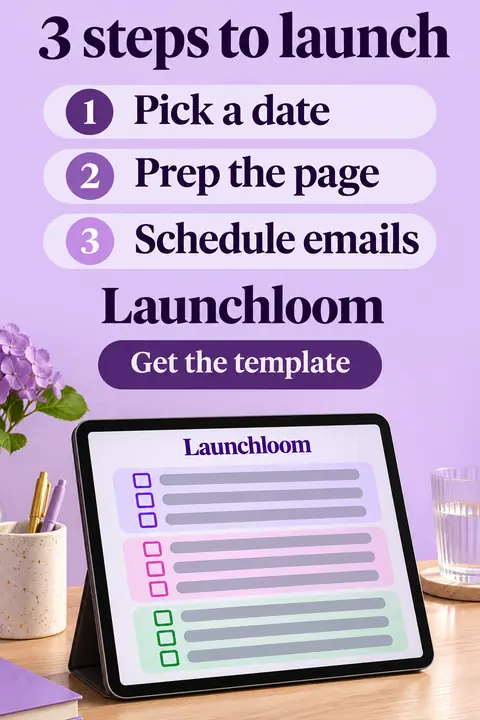 3 steps to launch
1 Pick a date
2 Prep the page
3 Schedule emails
Launchloom
Get the template
Launchloom